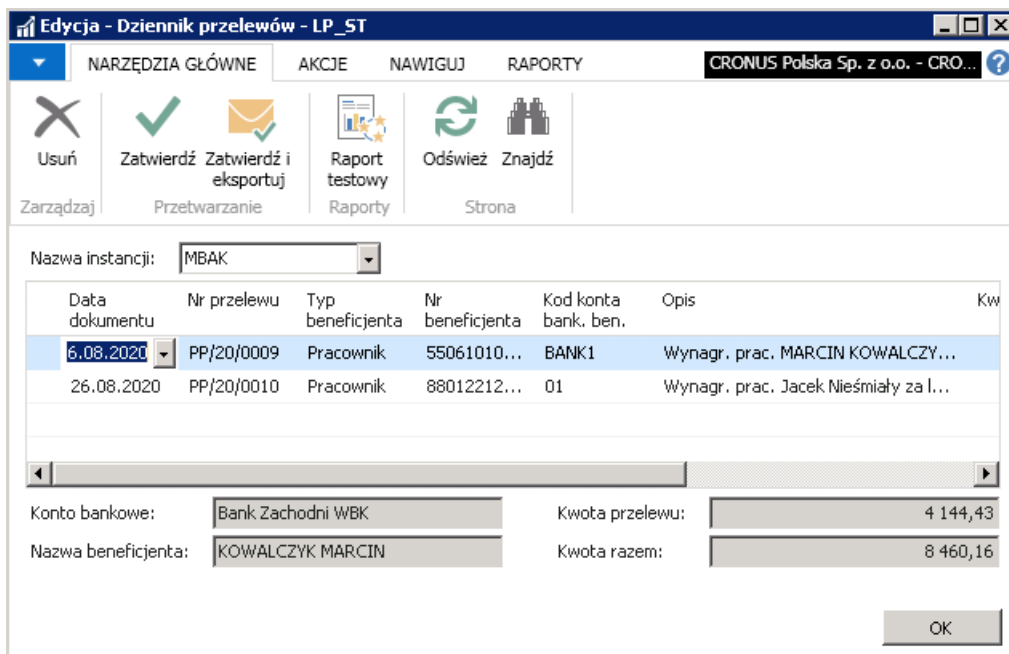 Edycja - Dziennik przelewów - LP_ST
NARZĘDZIA GŁÓWNE AKCJE NAWIGUJ RAPORTY CRONUS Polska Sp. z o.o. - CRO... ?
Usuń Zatwierdź Zatwierdź i eksportuj Raport testowy Odśwież Znajdź
Zarządzaj Przetwarzanie Raporty Strona
Nazwa instancji: MBAK
Data dokumentu Nr przelewu Typ beneficjenta Nr beneficjenta Kod konta bank. ben. Opis Kw
6.08.2020 PP/20/0009 Pracownik 55061010... BANK1 Wynagr. prac. MARCIN KOWALCZY...
26.08.2020 PP/20/0010 Pracownik 88012212... 01 Wynagr. prac. Jacek Nieśmiały za l...
Konto bankowe: Bank Zachodni WBK Kwota przelewu: 4 144,43
Nazwa beneficjenta: KOWALCZYK MARCIN Kwota razem: 8 460,16
OK